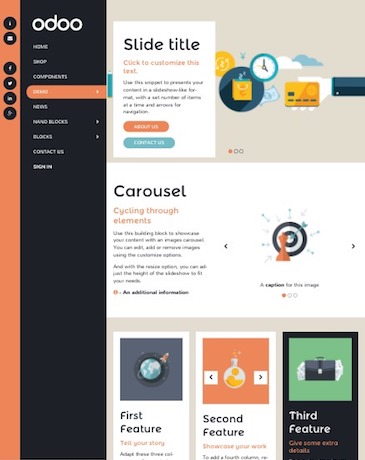 odoo
HOME
SHOP
COMPONENTS
DEMO
NEWS
NAND BLOCKS
BLOCKS
CONTACT US
SIGN IN
Slide title
Click to customize this
text.
Use this snippet to presents your
content in a slideshow-like for-
mat, with a set number of items
at a time and arrows for
navigation.
ABOUT US
CONTACT US
Carousel
Cycling through
elements
Use this building block to showcase
your content with an images carousel.
You can edit, add or remove images
using the customize options.
And with the resize option, you can ad-
just the height of the slideshow to fit
your needs.
- An additional information
A caption for this image
First
Feature
Tell your story
Adapt these three col-
Second
Feature
Showcase your work
To add a fourth column, re-
Third
Feature
Give some extra
details